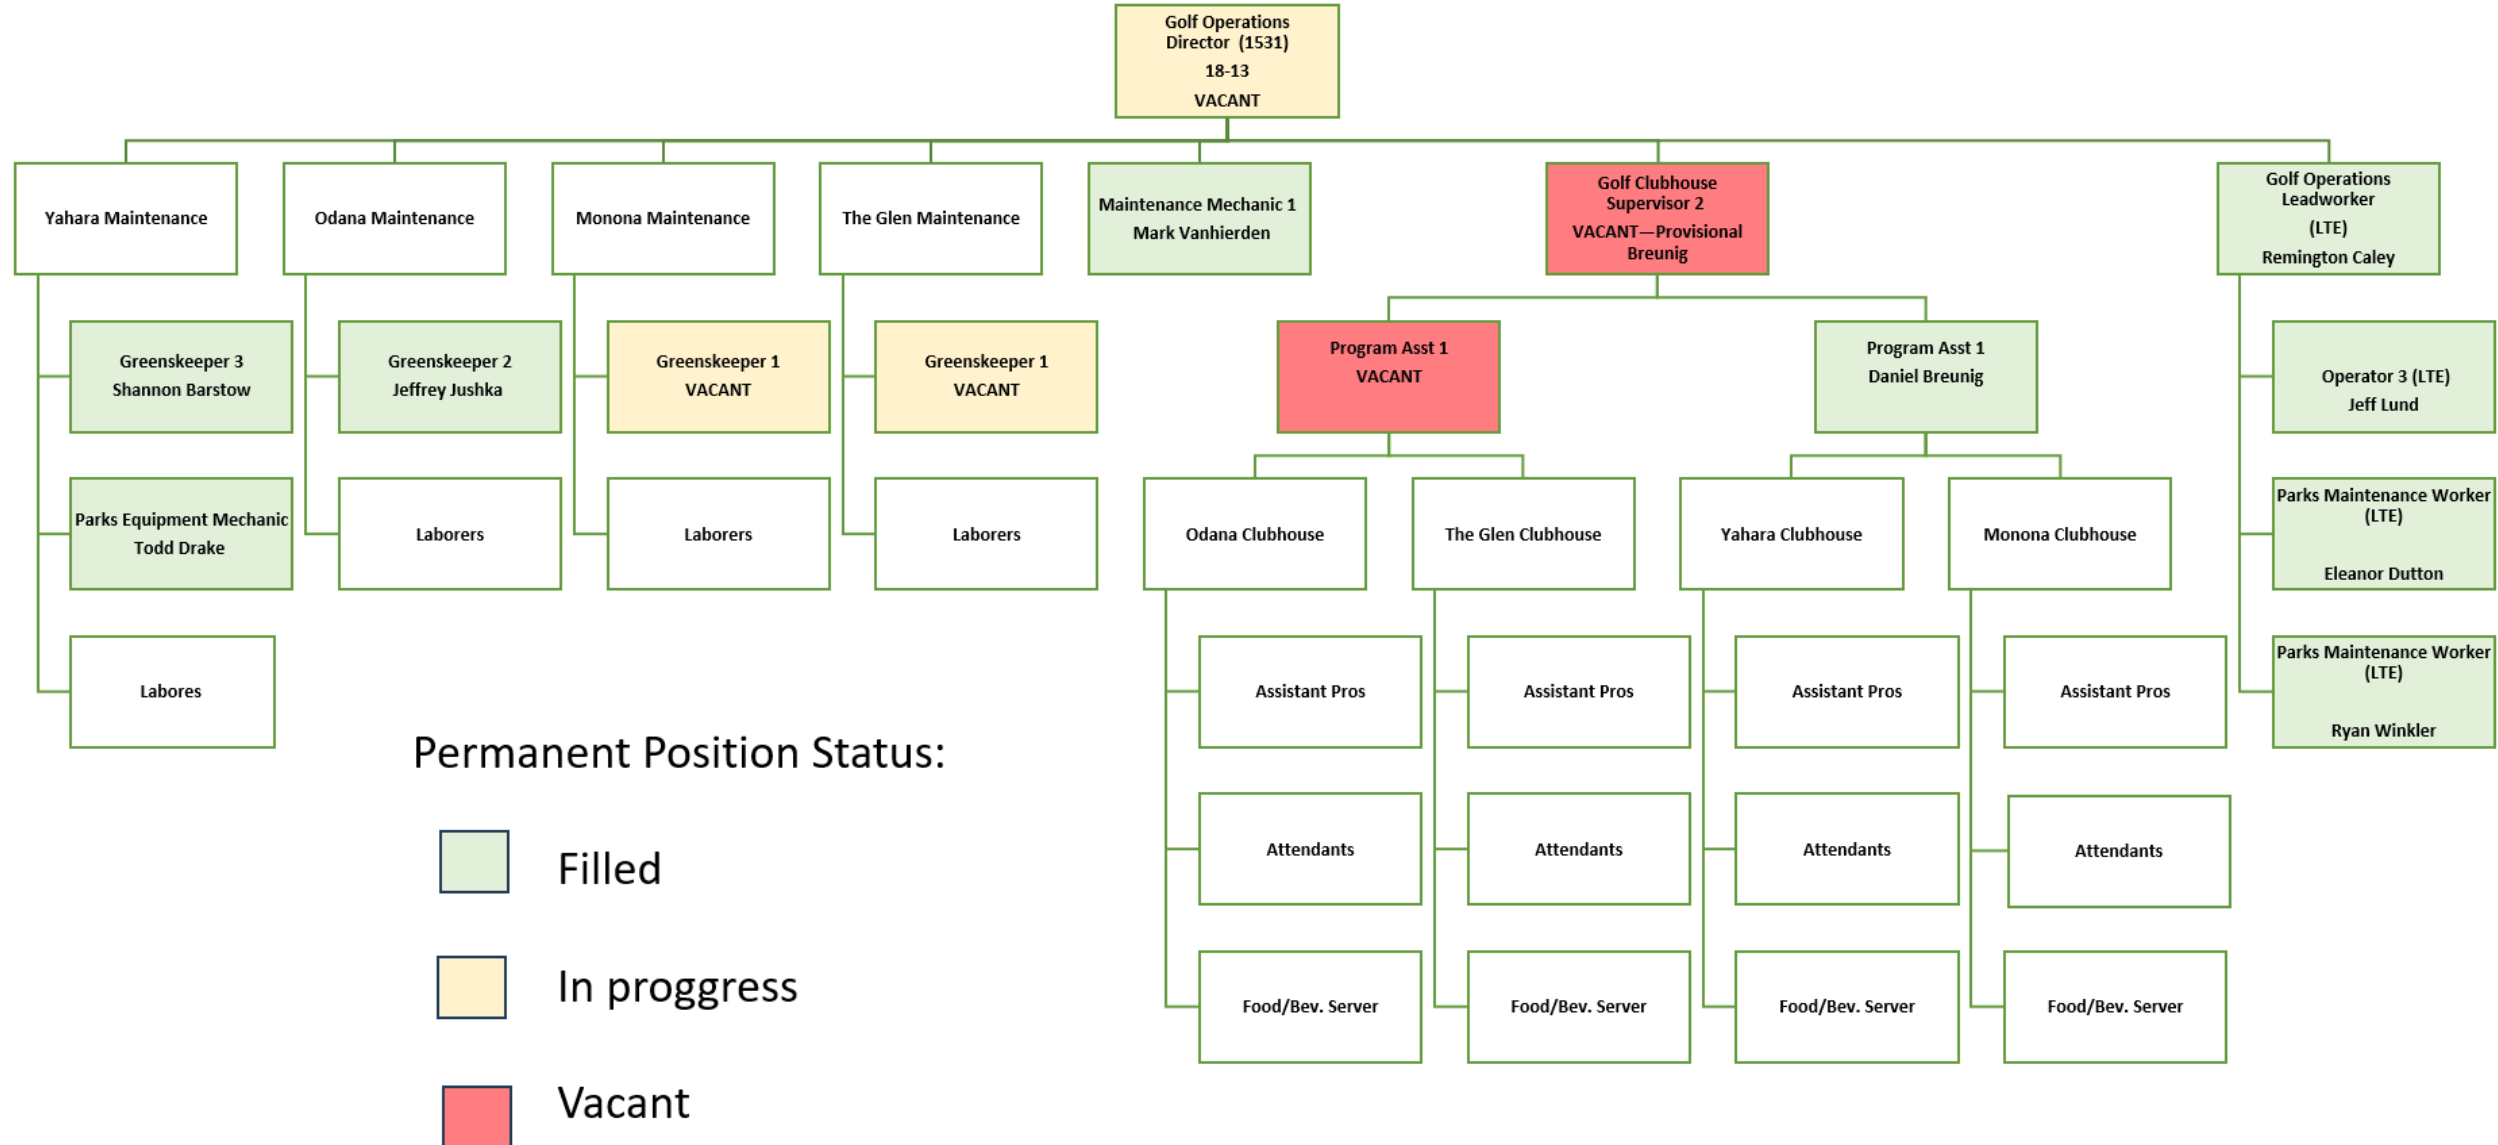 Golf Operations
Director (1531)
18-13
VACANT
Yahara Maintenance
Odana Maintenance
Monona Maintenance
The Glen Maintenance
Maintenance Mechanic 1
Mark Vanhierden
Golf Clubhouse
Supervisor 2
VACANT—Provisional
Breunig
Golf Operations
Leadworker
(LTE)
Remington Caley
Greenskeeper 3
Shannon Barstow
Greenskeeper 2
Jeffrey Jushka
Greenskeeper 1
VACANT
Greenskeeper 1
VACANT
Program Asst 1
VACANT
Program Asst 1
Daniel Breunig
Operator 3 (LTE)
Jeff Lund
Parks Equipment Mechanic
Todd Drake
Laborers
Laborers
Laborers
Odana Clubhouse
The Glen Clubhouse
Yahara Clubhouse
Monona Clubhouse
Parks Maintenance Worker
(LTE)
Eleanor Dutton
Labores
Assistant Pros
Assistant Pros
Assistant Pros
Assistant Pros
Parks Maintenance Worker
(LTE)
Ryan Winkler
Attendants
Attendants
Attendants
Attendants
Food/Bev. Server
Food/Bev. Server
Food/Bev. Server
Food/Bev. Server
Permanent Position Status:
Filled
In proggress
Vacant